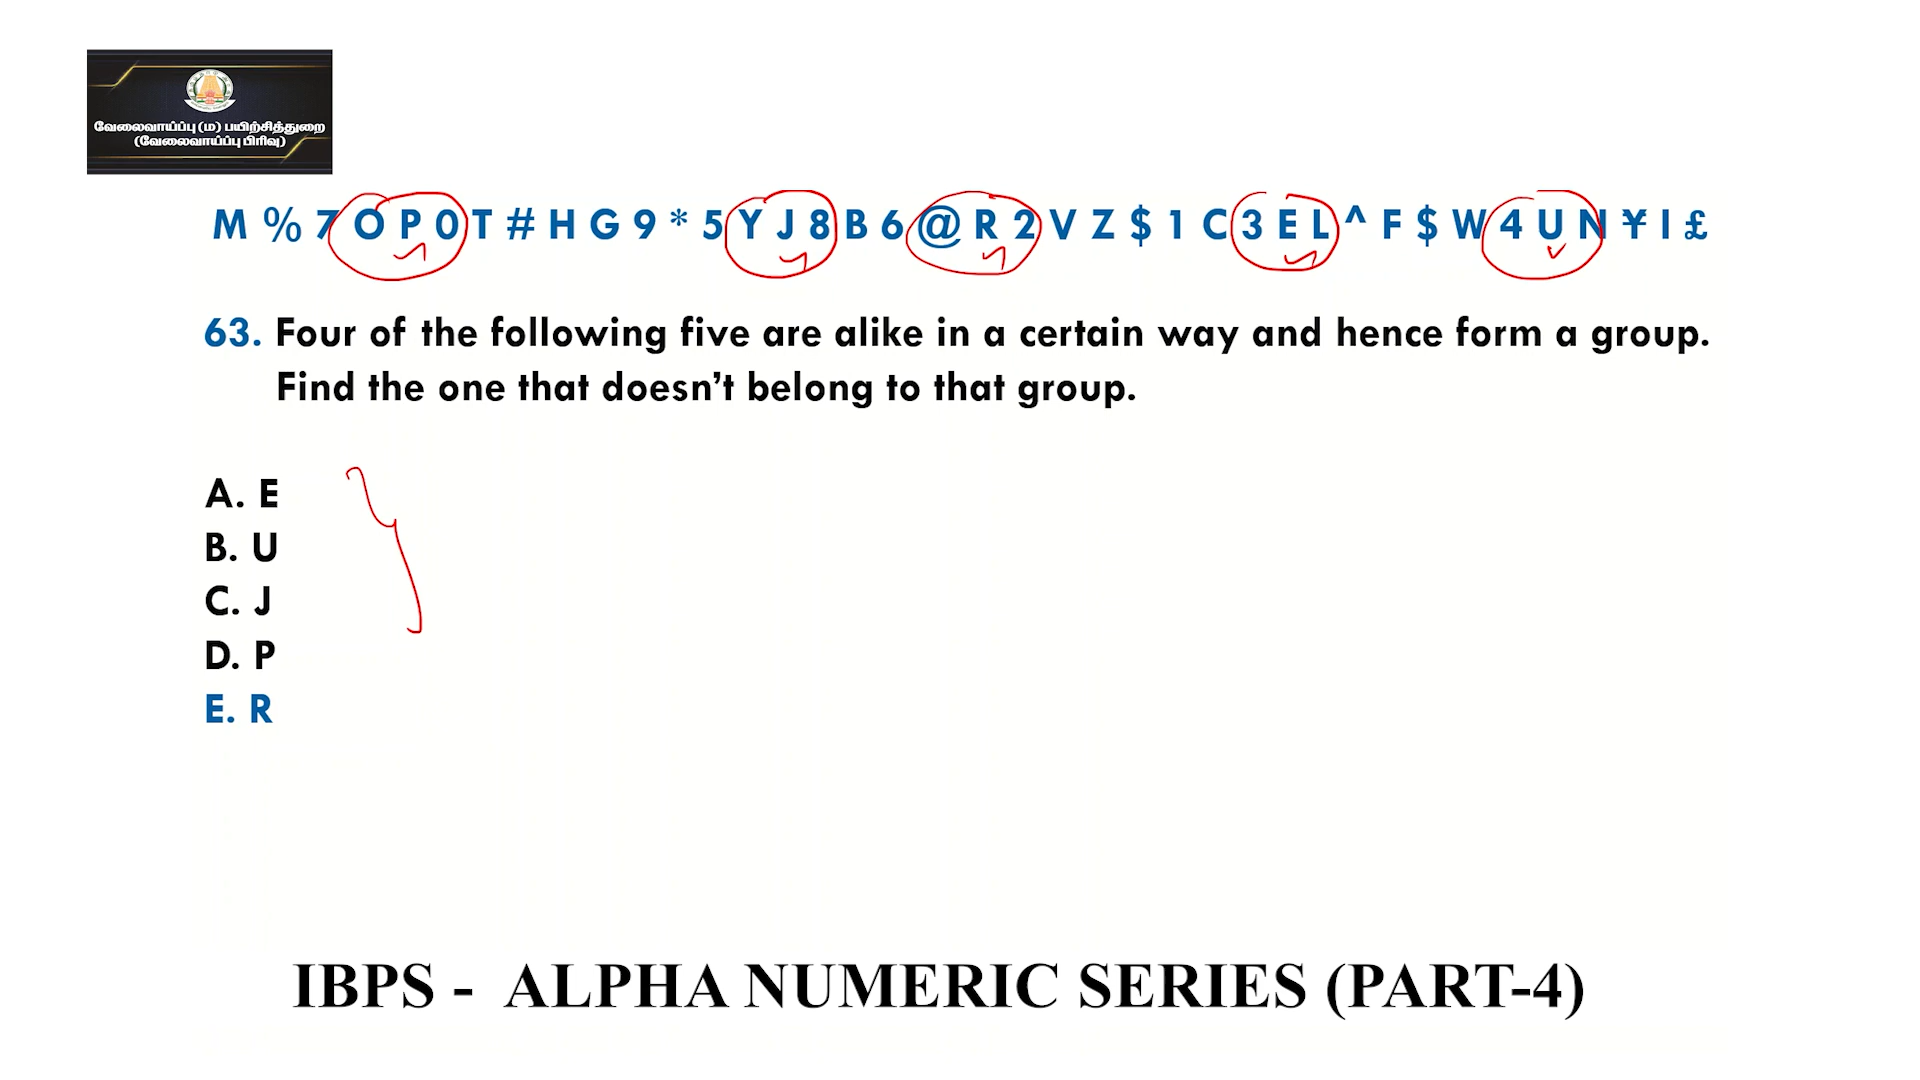 வேலைவாய்ப்பு (ம) பயிற்சித்துறை
(வேலைவாய்ப்பு பிரிவு)
M % 7 O P 0 T # H G 9 * 5 Y J 8 B 6 @ R 2 V Z $ 1 C 3 E L ^ F $ W 4 U N ¥ I £
63. Four of the following five are alike in a certain way and hence form a group.
Find the one that doesn’t belong to that group.
A. E
B. U
C. J
D. P
E. R
IBPS - ALPHA NUMERIC SERIES (PART-4)